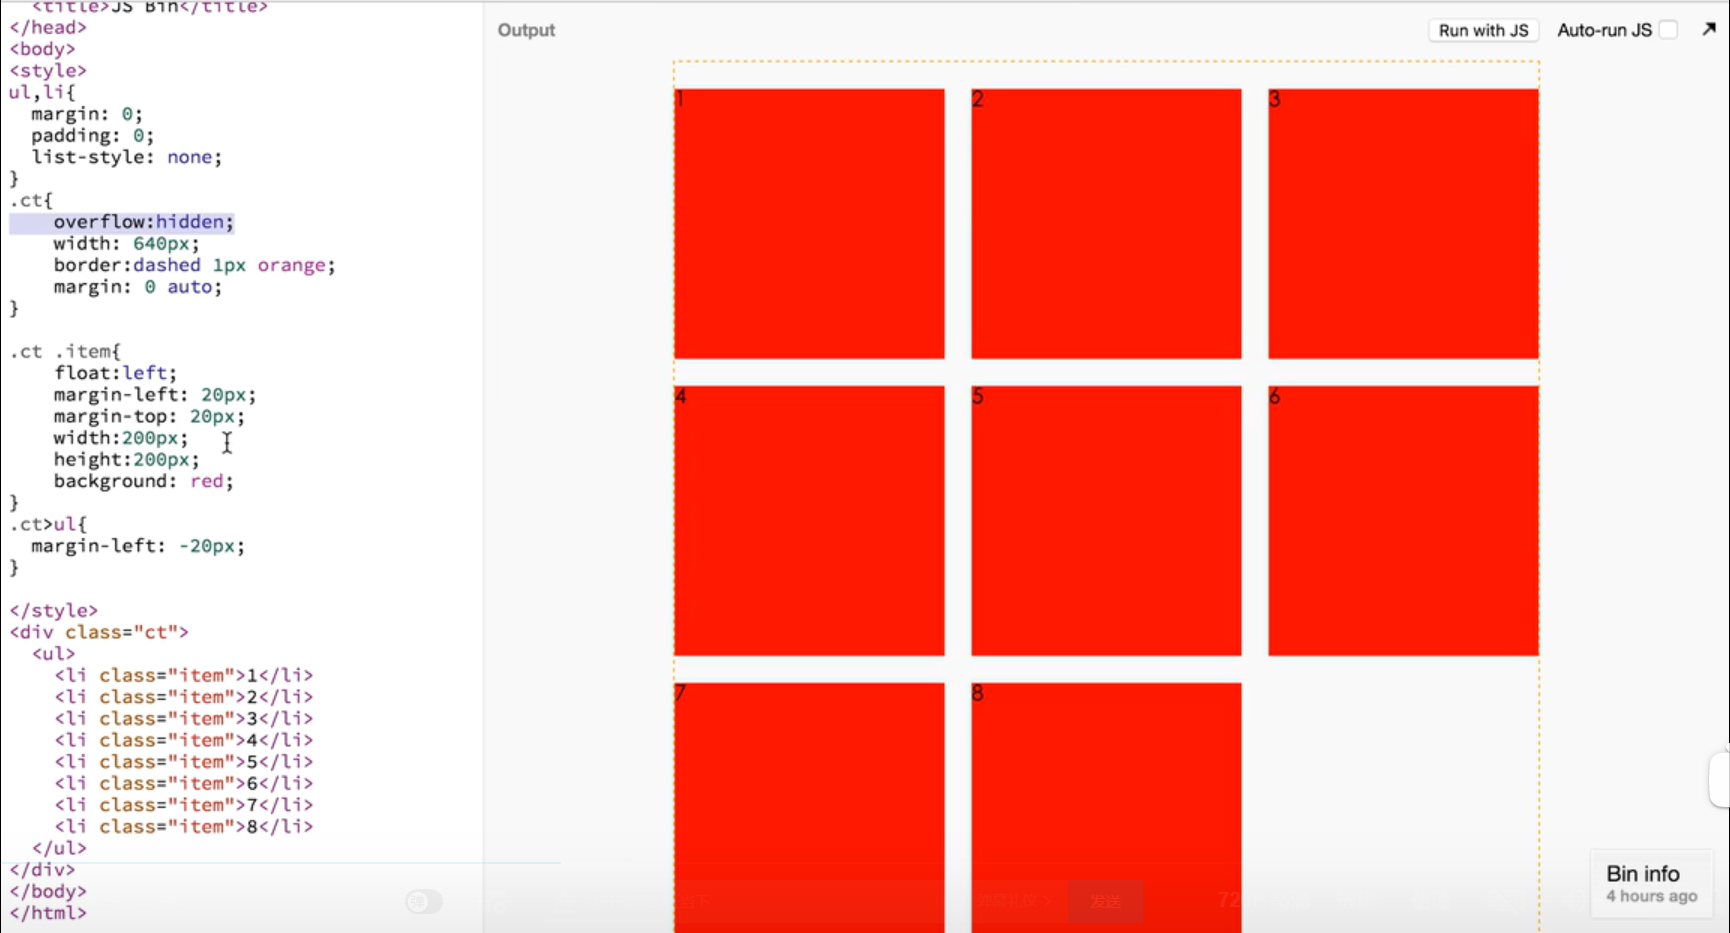 <title>JS Bin</title>
</head>
<body>
<style>
ul,li{
margin: 0;
padding: 0;
list-style: none;
}
.ct{
overflow:hidden;
width: 640px;
border:dashed 1px orange;
margin: 0 auto;
}
.ct .item{
float:left;
margin-left: 20px;
margin-top: 20px;
width:200px;
height:200px;
background: red;
}
.ct>ul{
margin-left: -20px;
}
</style>
<div class="ct">
<ul>
<li class="item">1</li>
<li class="item">2</li>
<li class="item">3</li>
<li class="item">4</li>
<li class="item">5</li>
<li class="item">6</li>
<li class="item">7</li>
<li class="item">8</li>
</ul>
</div>
</body>
</html>
Output
Run with JS
Auto-run JS
1
2
3
4
5
6
7
8
弹
发送
72
Bin info
4 hours ago